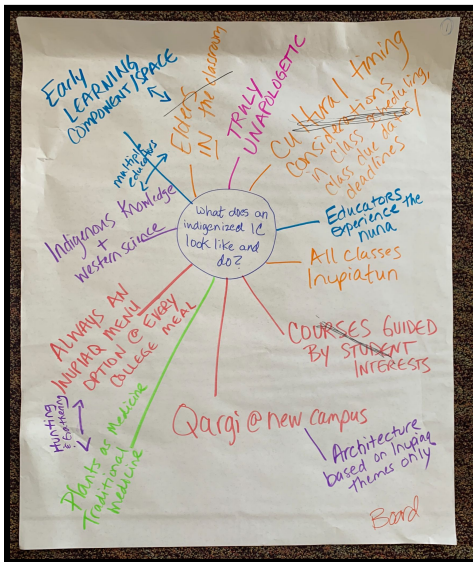 Early
LEARNING
COMPONENT/SPACE
Elders
IN the classroom
TRULY
UNAPOLOGETIC
Cultural timing
considerations
in class scheduling,
class due dates/
deadlines
multiple
educators
Indigenous Knowledge
+
Western science
What does an
indigenized IC
look like and
do?
Educators
experience the
nuna
All classes
Inupiatun
ALWAYS AN
INUPIAQ MENU
OPTION @ EVERY
COLLEGE MEAL
COURSES GUIDED
BY STUDENT
INTERESTS
Hunting
& Gathering
Plants as Medicine
Traditional
Medicine
Qargi @ new campus
Architecture
based on Inupiaq
themes only
Board